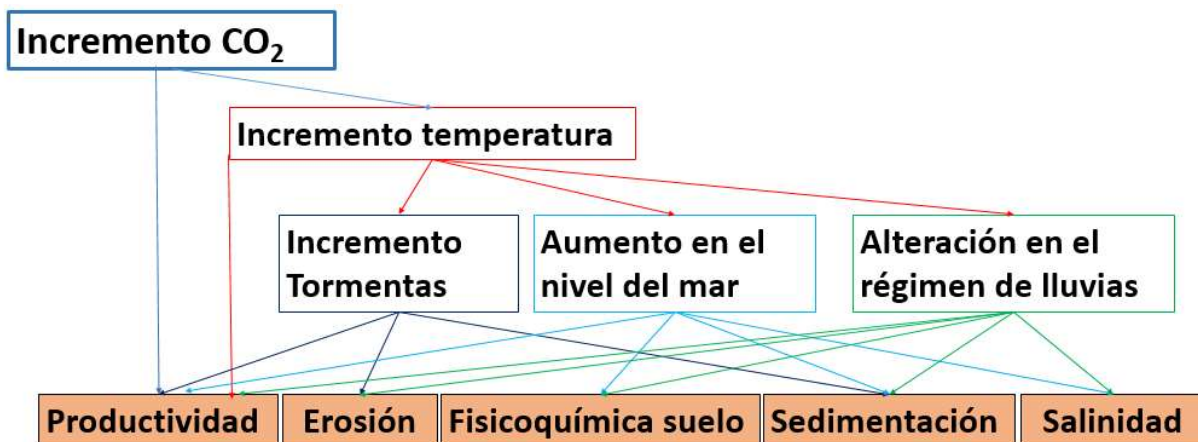 Incremento CO₂
Incremento temperatura
Incremento
Tormentas
Aumento en el
nivel del mar
Alteración en el
régimen de lluvias
Productividad
Erosión
Fisicoquímica suelo
Sedimentación
Salinidad